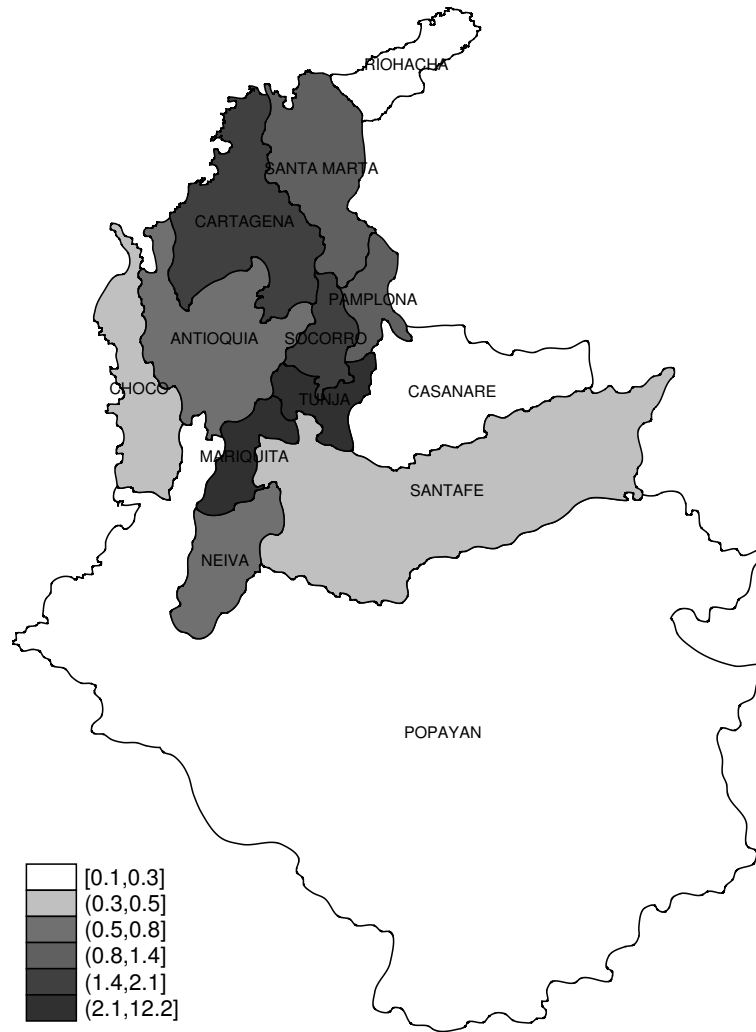 RIOHACHA
SANTA MARTA
CARTAGENA
PAMPLONA
ANTIOQUIA
SOCORRO
CHOCO
TUNJA
CASANARE
MARIQUITA
SANTAFE
NEIVA
POPAYAN
[0.1,0.3]
(0.3,0.5]
(0.5,0.8]
(0.8,1.4]
(1.4,2.1]
(2.1,12.2]